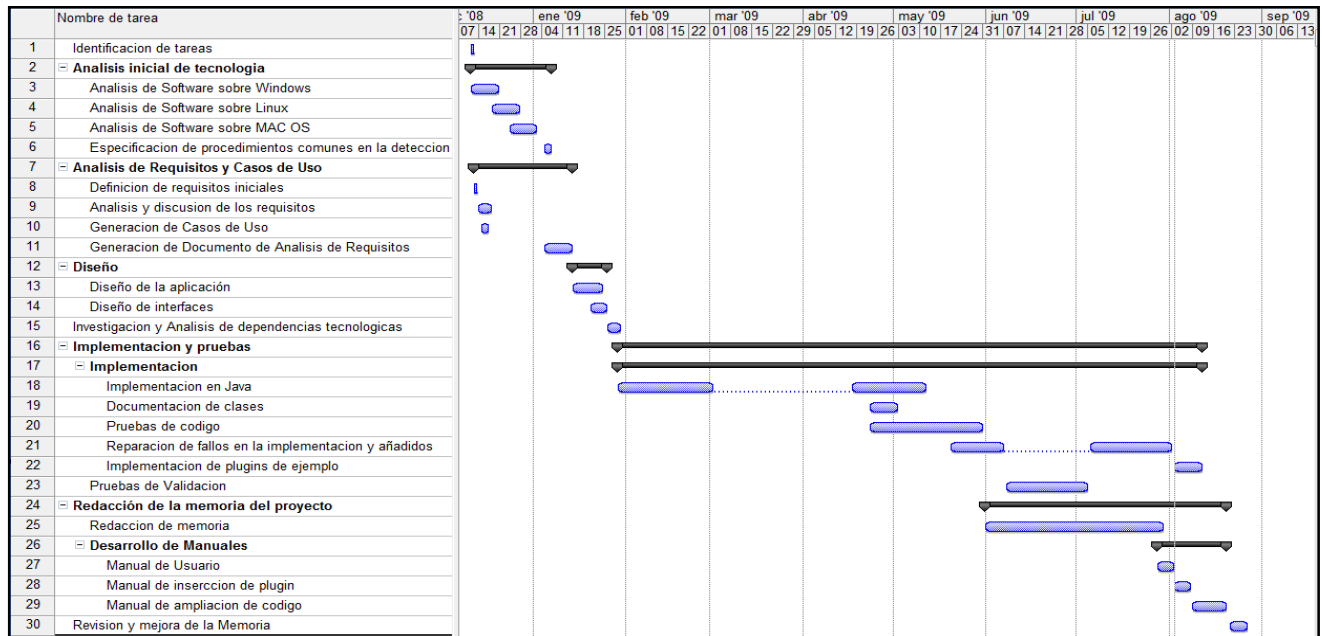 Nombre de tarea
: '08 ene '09 feb '09 mar '09 abr '09 may '09 jun '09 jul '09 ago '09 sep '09
07 14 21 28 04 11 18 25 01 08 15 22 01 08 15 22 29 05 12 19 26 03 10 17 24 31 07 14 21 28 05 12 19 26 02 09 16 23 30 06 13
1 Identificacion de tareas
2 Analisis inicial de tecnologia
3 Analisis de Software sobre Windows
4 Analisis de Software sobre Linux
5 Analisis de Software sobre MAC OS
6 Especificacion de procedimientos comunes en la deteccion
7 Analisis de Requisitos y Casos de Uso
8 Definicion de requisitos iniciales
9 Analisis y discusion de los requisitos
10 Generacion de Casos de Uso
11 Generacion de Documento de Analisis de Requisitos
12 Diseño
13 Diseño de la aplicación
14 Diseño de interfaces
15 Investigacion y Analisis de dependencias tecnologicas
16 Implementacion y pruebas
17 Implementacion
18 Implementacion en Java
19 Documentacion de clases
20 Pruebas de codigo
21 Reparacion de fallos en la implementacion y añadidos
22 Implementacion de plugins de ejemplo
23 Pruebas de Validacion
24 Redacción de la memoria del proyecto
25 Redaccion de memoria
26 Desarrollo de Manuales
27 Manual de Usuario
28 Manual de inserccion de plugin
29 Manual de ampliacion de codigo
30 Revision y mejora de la Memoria